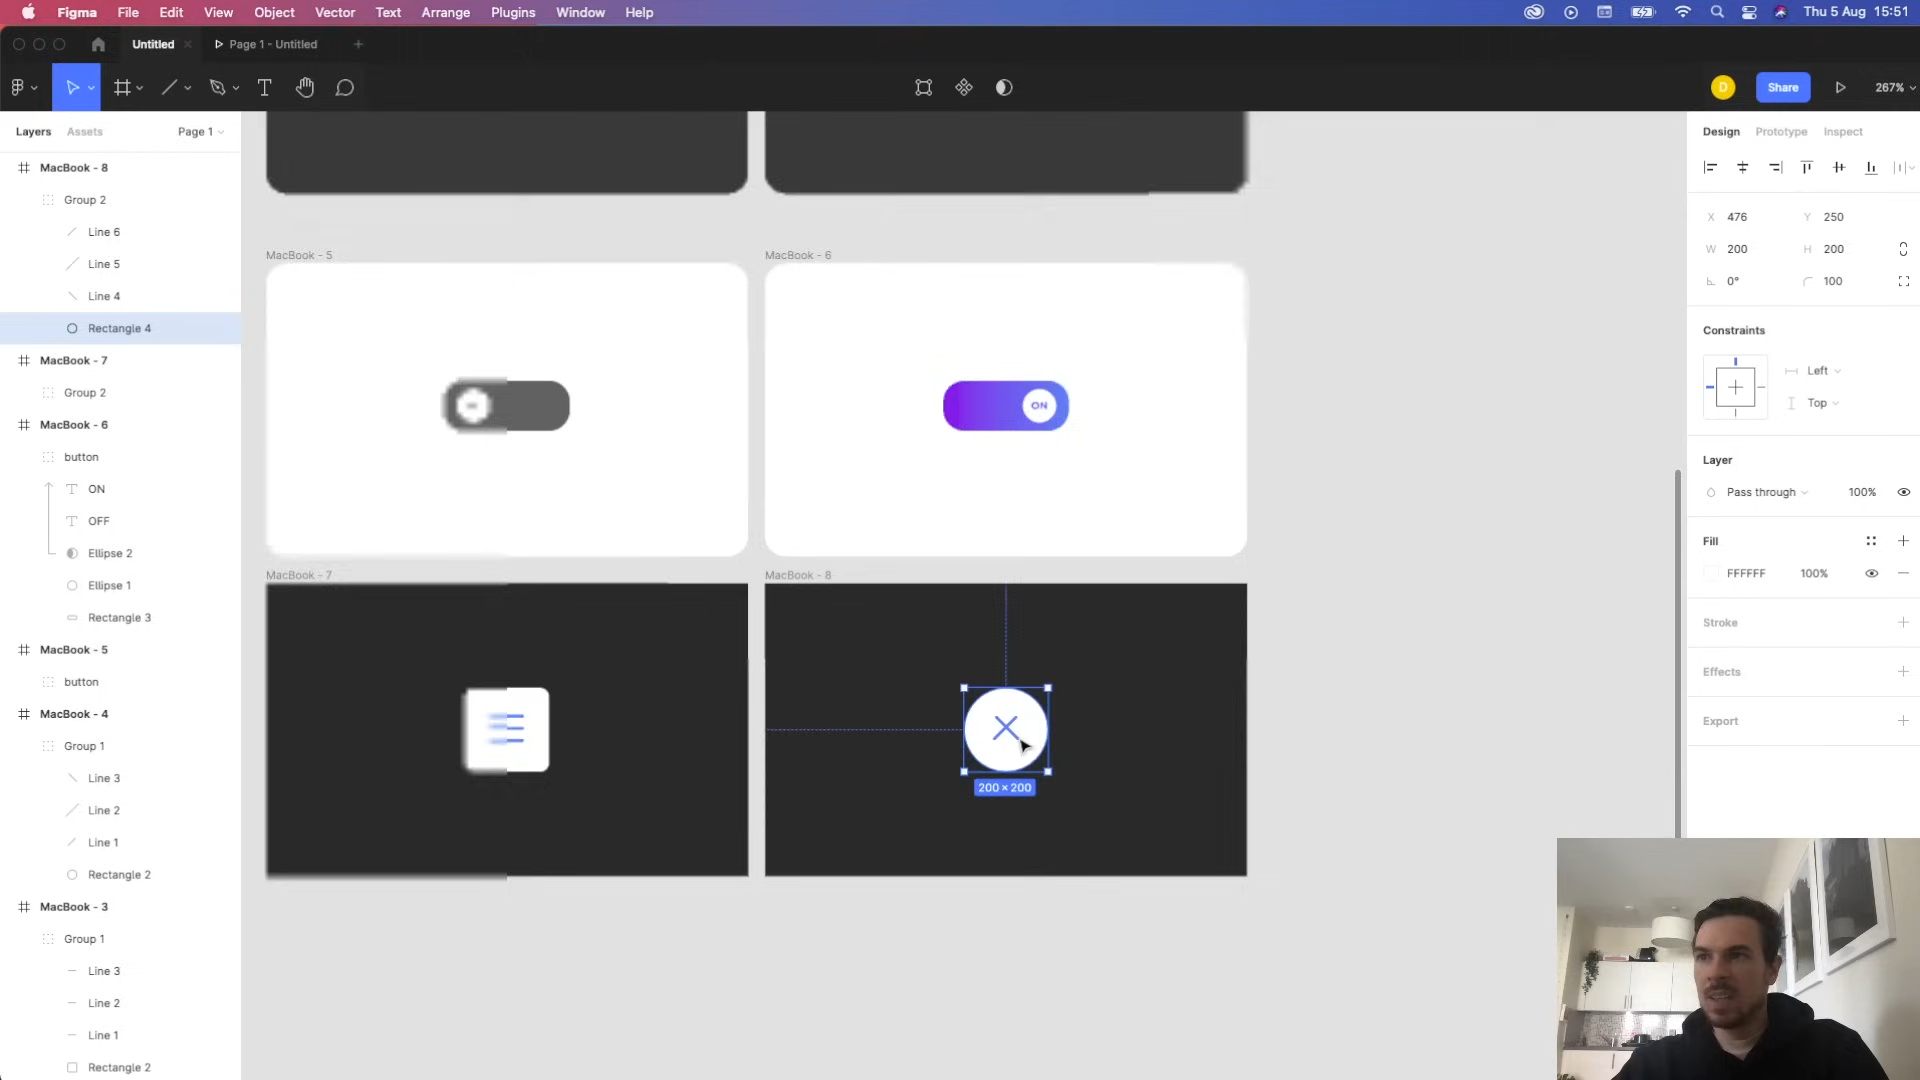 Figma File Edit View Object Vector Text Arrange Plugins Window Help Thu 5 Aug 15:51
Untitled Page 1 - Untitled
D Share 267%
Layers Assets Page 1
MacBook - 8
Group 2
Line 6
Line 5
Line 4
Rectangle 4
MacBook - 7
Group 2
MacBook - 6
button
ON
OFF
Ellipse 2
Ellipse 1
Rectangle 3
MacBook - 5
button
MacBook - 4
Group 1
Line 3
Line 2
Line 1
Rectangle 2
MacBook - 3
Group 1
Line 3
Line 2
Line 1
Rectangle 2
MacBook - 5
MacBook - 6
ON
MacBook - 7
MacBook - 8
200 × 200
Design Prototype Inspect
X 476 Y 250
W 200 H 200
0° 100
Constraints
Left
Top
Layer
Pass through 100%
Fill
FFFFFF 100%
Stroke
Effects
Export